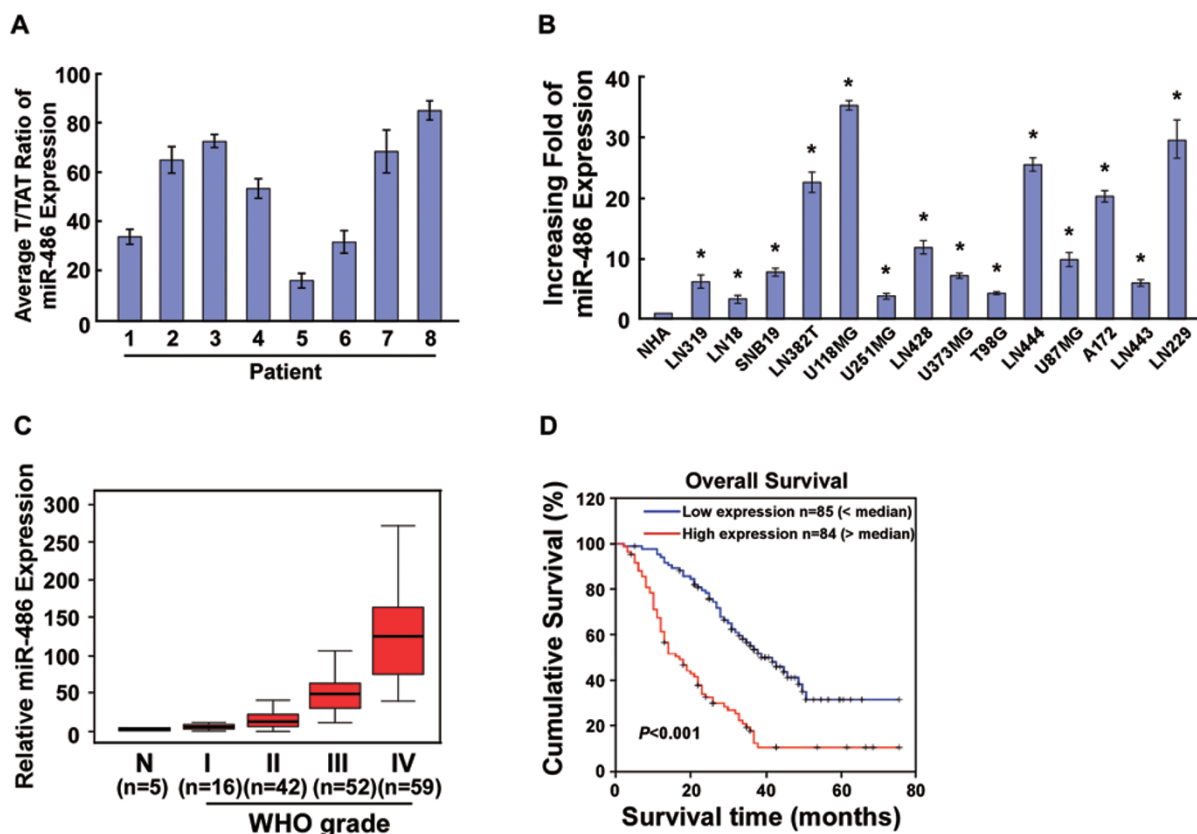 A
Average T/TAT Ratio of
miR-486 Expression
100
80
60
40
20
0
1 2 3 4 5 6 7 8
Patient
B
Increasing Fold of
miR-486 Expression
40
30
20
10
0
* * * * * * * * * * * * * *
NHA
LN319
LN18
SNB19
LN382T
U118MG
U251MG
LN428
U373MG
T98G
LN444
U87MG
A172
LN443
LN229
C
Relative miR-486 Expression
300
250
200
150
100
50
0
N I II III IV
(n=5) (n=16) (n=42) (n=52) (n=59)
WHO grade
D
Overall Survival
Cumulative Survival (%)
120
100
80
60
40
20
0
Low expression n=85 (< median)
High expression n=84 (> median)
P<0.001
0 20 40 60 80
Survival time (months)